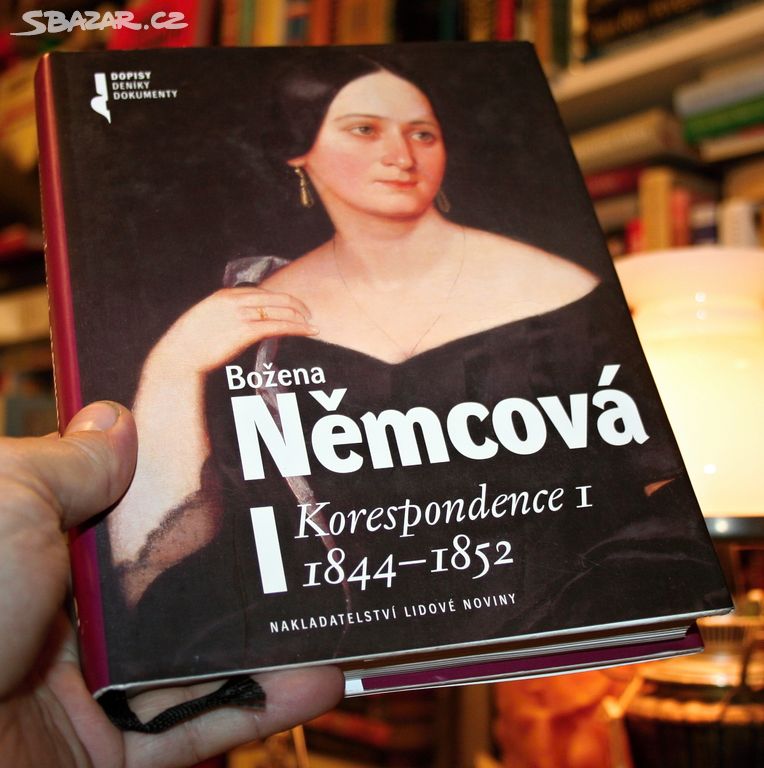 SBAZAR.CZ
DOPISY
DENÍKY
DOKUMENTY
Božena
Němcová
I
Korespondence I
1844–1852
NAKLADATELSTVÍ LIDOVÉ NOVINY